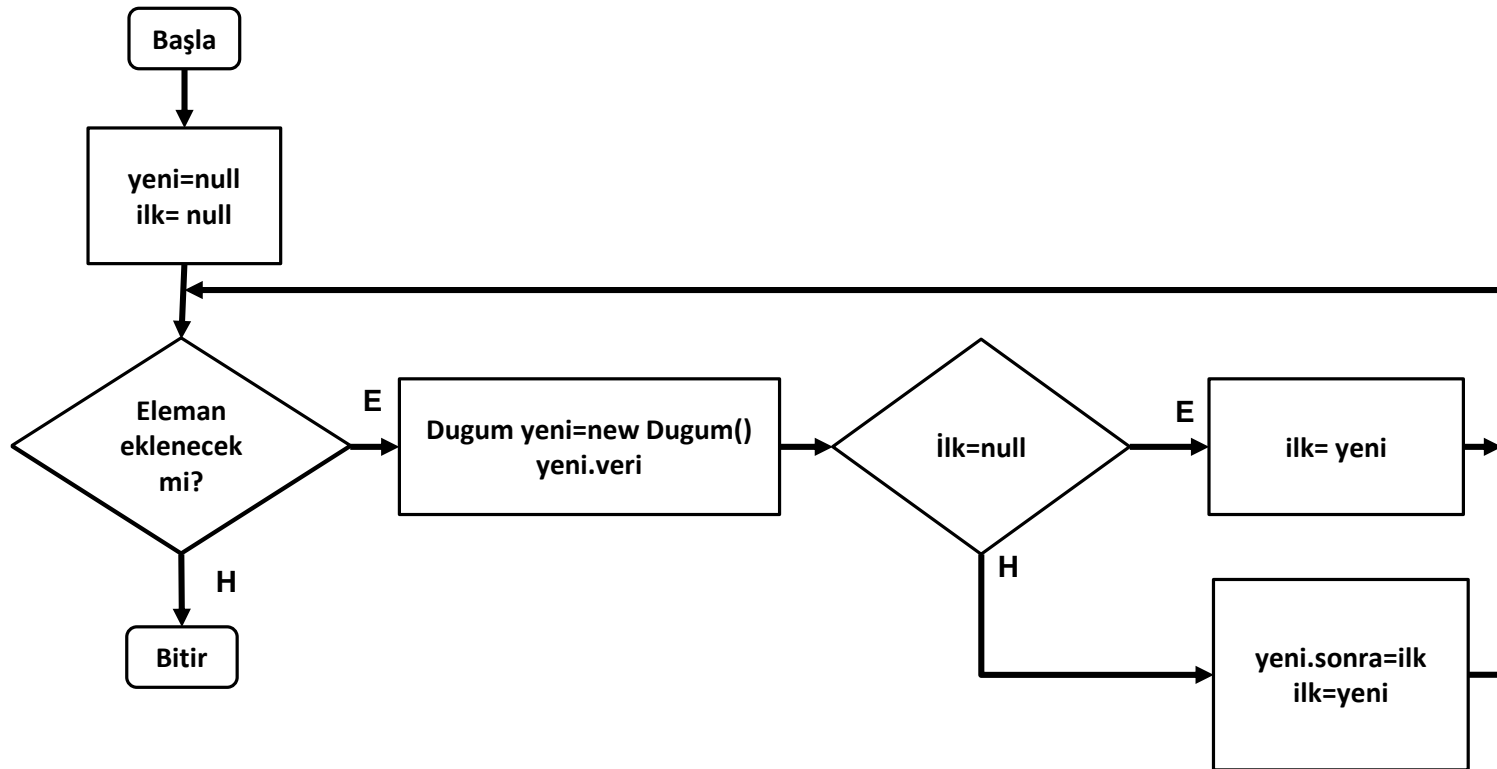 Başla
yeni=null
ilk= null
Eleman
eklenecek
mi?
E
Dugum yeni=new Dugum()
yeni.veri
İlk=null
E
ilk= yeni
H
H
Bitir
yeni.sonra=ilk
ilk=yeni